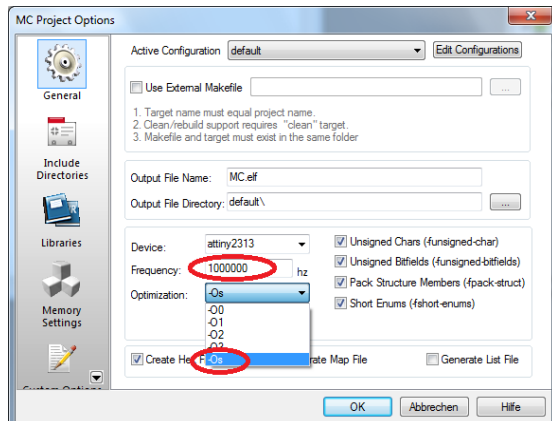 MC Project Options
General
Include
Directories
Libraries
Memory
Settings
Active Configuration default Edit Configurations
Use External Makefile ...
1. Target name must equal project name.
2. Clean/rebuild support requires "clean" target.
3. Makefile and target must exist in the same folder
Output File Name: MC.elf
Output File Directory: default\ ...
Device: attiny2313
Frequency: 1000000 hz
Optimization: -Os
-O0
-O1
-O2
-O3
-Os
Unsigned Chars (-funsigned-char)
Unsigned Bitfields (-funsigned-bitfields)
Pack Structure Members (-fpack-struct)
Short Enums (-fshort-enums)
Create Hex Map File Generate List File
OK Abbrechen Hilfe